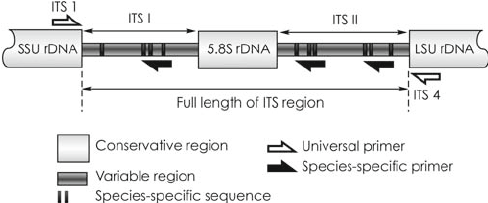 ITS 1
ITS I
ITS II
SSU rDNA
5.8S rDNA
LSU rDNA
ITS 4
Full length of ITS region
Conservative region
Universal primer
Species-specific primer
Variable region
Species-specific sequence